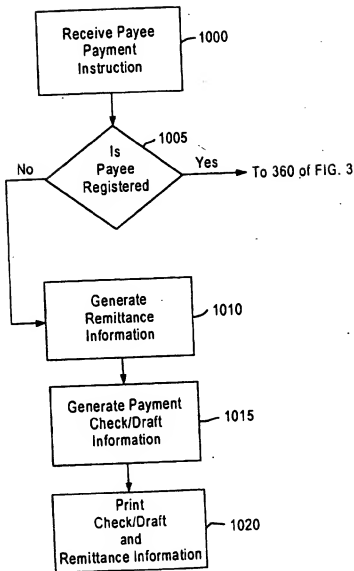 Receive Payee
Payment
Instruction
1000
Is
Payee
Registered
1005
No
Yes
To 360 of FIG. 3
Generate
Remittance
Information
1010
Generate Payment
Check/Draft
Information
1015
Print
Check/Draft
and
Remittance Information
1020